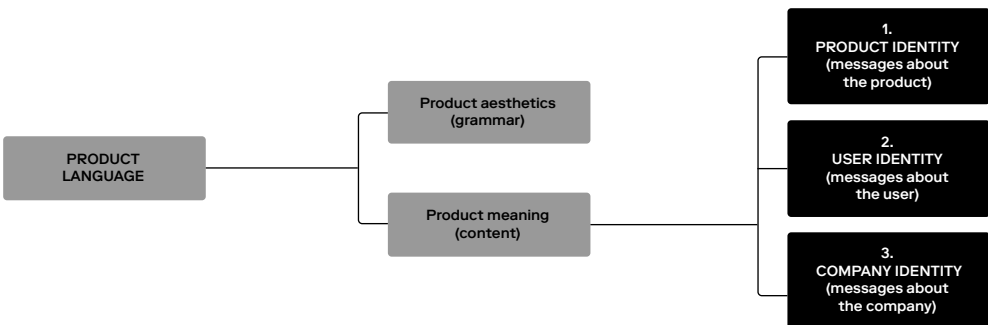 PRODUCT
LANGUAGE
Product aesthetics
(grammar)
Product meaning
(content)
1.
PRODUCT IDENTITY
(messages about
the product)
2.
USER IDENTITY
(messages about
the user)
3.
COMPANY IDENTITY
(messages about
the company)